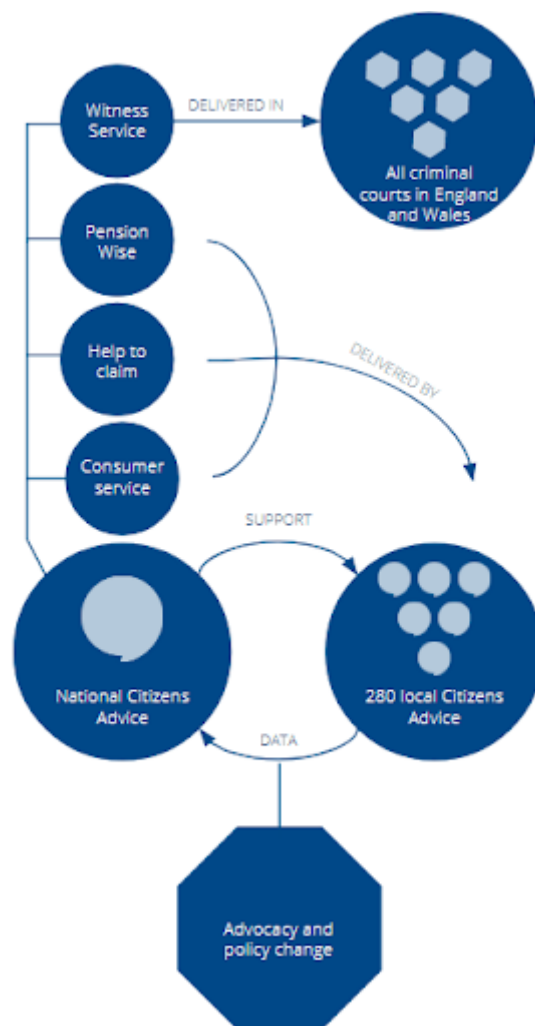 Witness
Service
DELIVERED IN
All criminal
courts in England
and Wales
Pension
Wise
Help to
claim
DELIVERED BY
Consumer
service
SUPPORT
National Citizens
Advice
280 local Citizens
Advice
DATA
Advocacy and
policy change